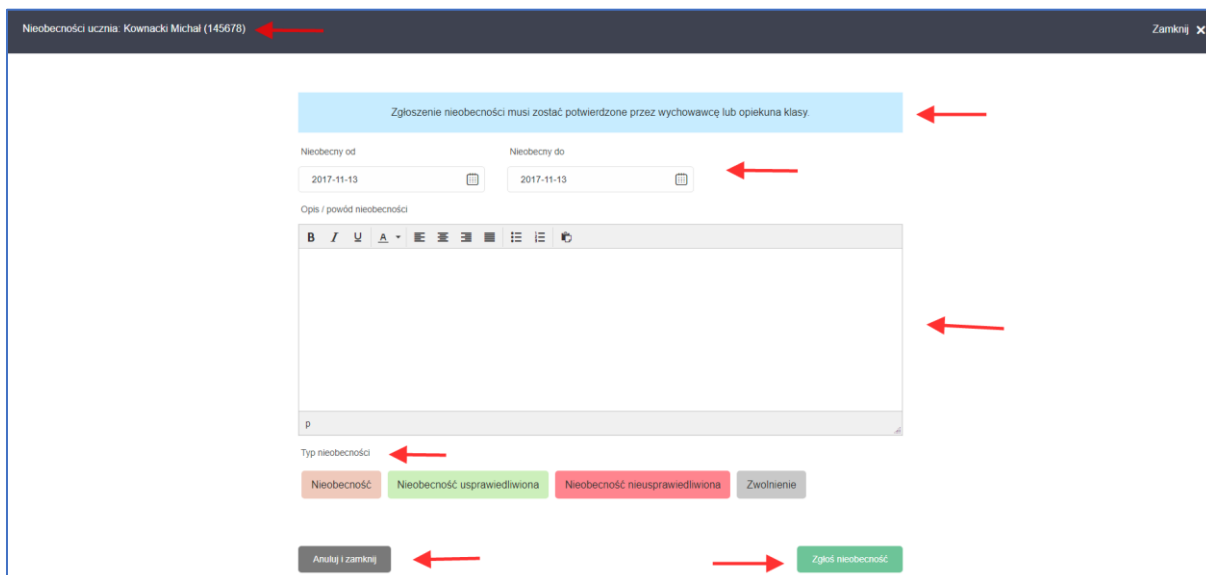 Nieobecności ucznia: Kownacki Michał (145678)
Zamknij ×
Zgłoszenie nieobecności musi zostać potwierdzone przez wychowawcę lub opiekuna klasy.
Nieobecny od Nieobecny do
2017-11-13 2017-11-13
Opis / powód nieobecności
B I U A
p
Typ nieobecności
Nieobecność Nieobecność usprawiedliwiona Nieobecność nieusprawiedliwiona Zwolnienie
Anuluj i zamknij Zgłoś nieobecność